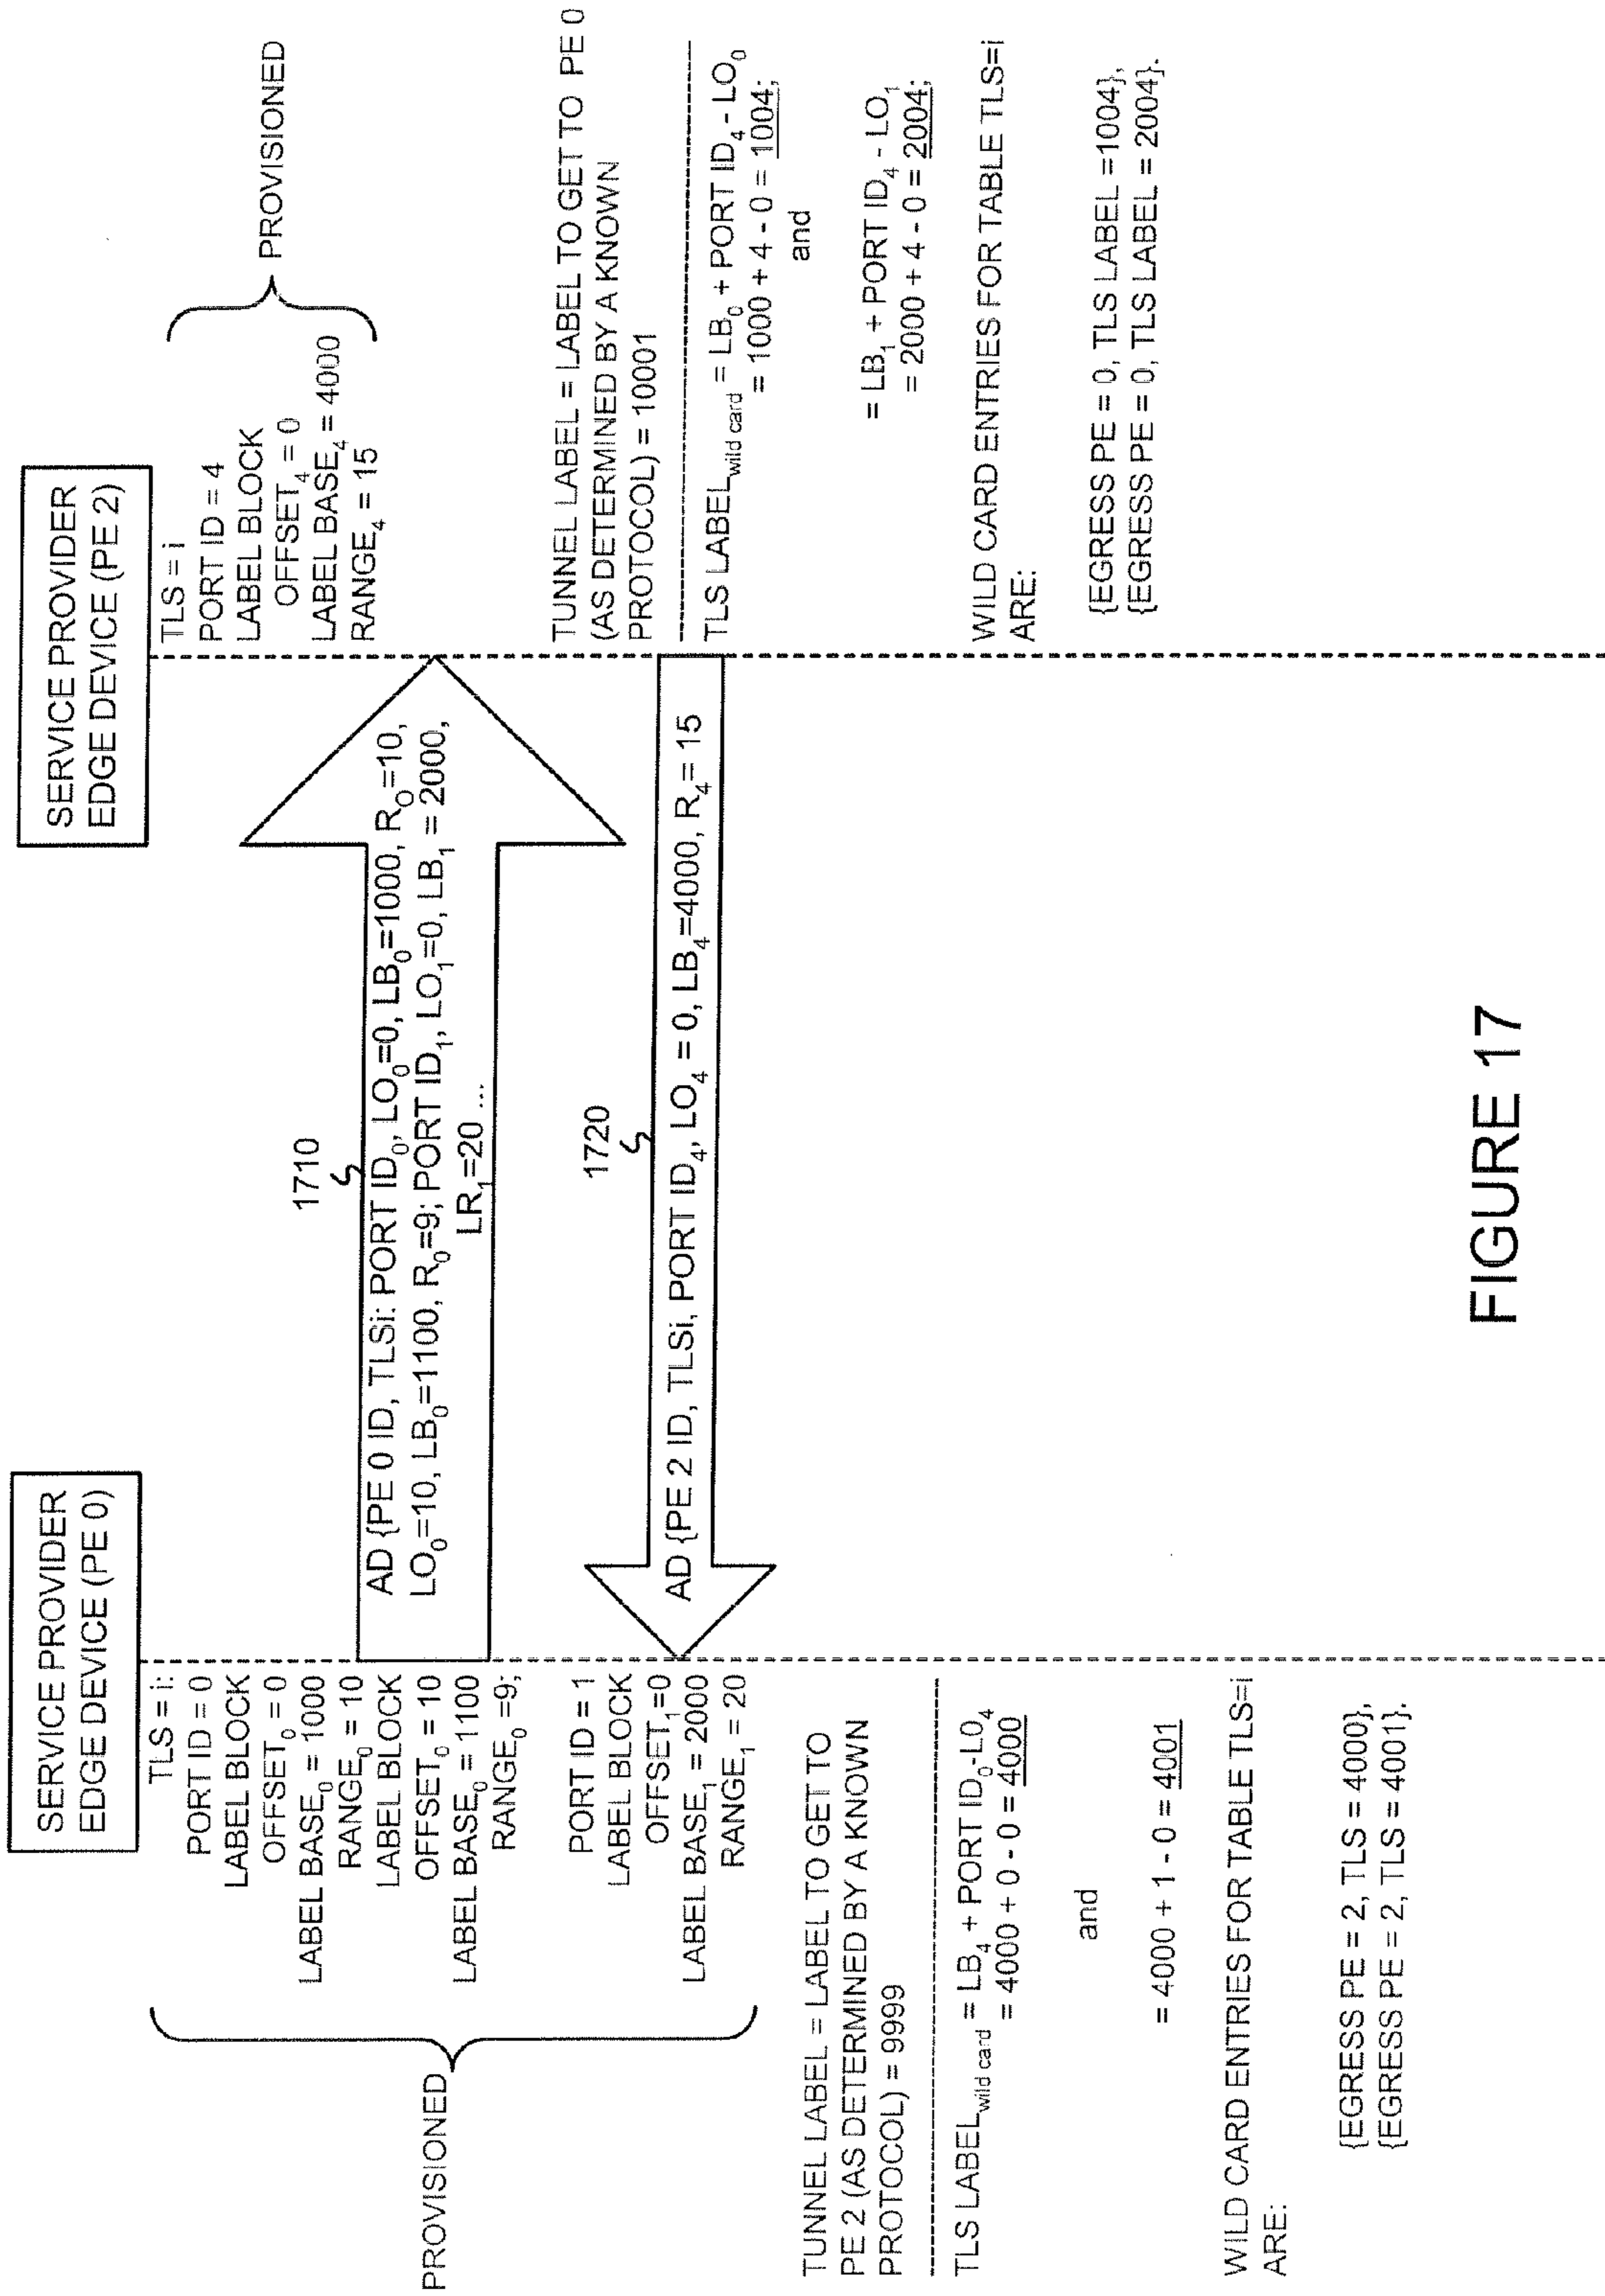 SERVICE PROVIDER
EDGE DEVICE (PE 0)
TLS = i:
PORT ID = 0
LABEL BLOCK
OFFSET₀ = 0
LABEL BASE₀ = 1000
RANGE₀ = 10
LABEL BLOCK
OFFSET₀ = 10
LABEL BASE₀ = 1100
RANGE₀ =9;
PORT ID = 1
LABEL BLOCK
OFFSET₁=0
LABEL BASE₁ = 2000
RANGE₁ = 20
PROVISIONED
TUNNEL LABEL = LABEL TO GET TO
PE 2 (AS DETERMINED BY A KNOWN
PROTOCOL) = 9999
TLS LABEL wild card = LB₄ + PORT ID₀-LO₄
= 4000 + 0 - 0 = 4000
and
= 4000 + 1 - 0 = 4001
WILD CARD ENTRIES FOR TABLE TLS=i
ARE:
{EGRESS PE = 2, TLS = 4000},
{EGRESS PE = 2, TLS = 4001}.
1710
AD {PE 0 ID, TLSi: PORT ID₀, LO₀=0, LB₀=1000, R₀=10,
LO₀=10, LB₀=1100, R₀=9; PORT ID₁, LO₁=0, LB₁ = 2000,
LR₁=20 ...
1720
AD {PE 2 ID, TLSi, PORT ID₄, LO₄ = 0, LB₄=4000, R₄= 15
SERVICE PROVIDER
EDGE DEVICE (PE 2)
TLS = i
PORT ID = 4
LABEL BLOCK
OFFSET₄ = 0
LABEL BASE₄ = 4000
RANGE₄ = 15
PROVISIONED
TUNNEL LABEL = LABEL TO GET TO PE 0
(AS DETERMINED BY A KNOWN
PROTOCOL) = 10001
TLS LABEL wild card = LB₀ + PORT ID₄ - LO₀
= 1000 + 4 - 0 = 1004;
and
= LB₁ + PORT ID₄ - LO₁
= 2000 + 4 - 0 = 2004;
WILD CARD ENTRIES FOR TABLE TLS=i
ARE:
{EGRESS PE = 0, TLS LABEL =1004},
{EGRESS PE = 0, TLS LABEL = 2004}.
FIGURE 17